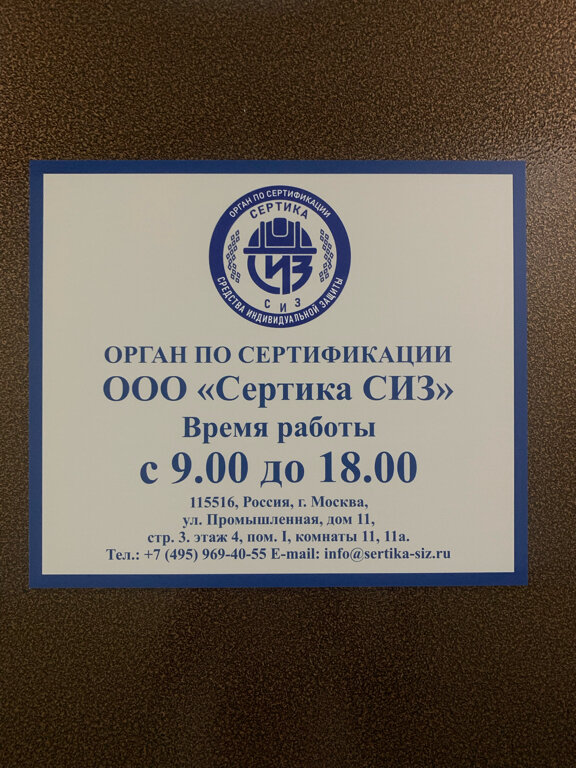 ОРГАН ПО СЕРТИФИКАЦИИ
СЕРТИКА
СИЗ
СИЗ
СРЕДСТВА ИНДИВИДУАЛЬНОЙ ЗАЩИТЫ
ОРГАН ПО СЕРТИФИКАЦИИ
ООО «Сертика СИЗ»
Время работы
с 9.00 до 18.00
115516, Россия, г. Москва,
ул. Промышленная, дом 11,
стр. 3. этаж 4, пом. I, комнаты 11, 11а.
Тел.: +7 (495) 969-40-55 E-mail: info@sertika-siz.ru